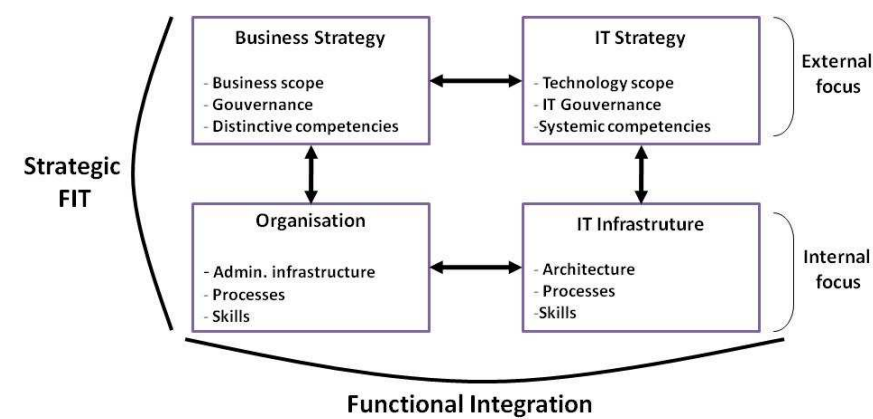 Business Strategy
- Business scope
- Gouvernance
- Distinctive competencies
IT Strategy
- Technology scope
- IT Gouvernance
-Systemic competencies
External
focus
Strategic
FIT
Organisation
- Admin. infrastructure
- Processes
- Skills
IT Infrastruture
- Architecture
- Processes
-Skills
Internal
focus
Functional Integration